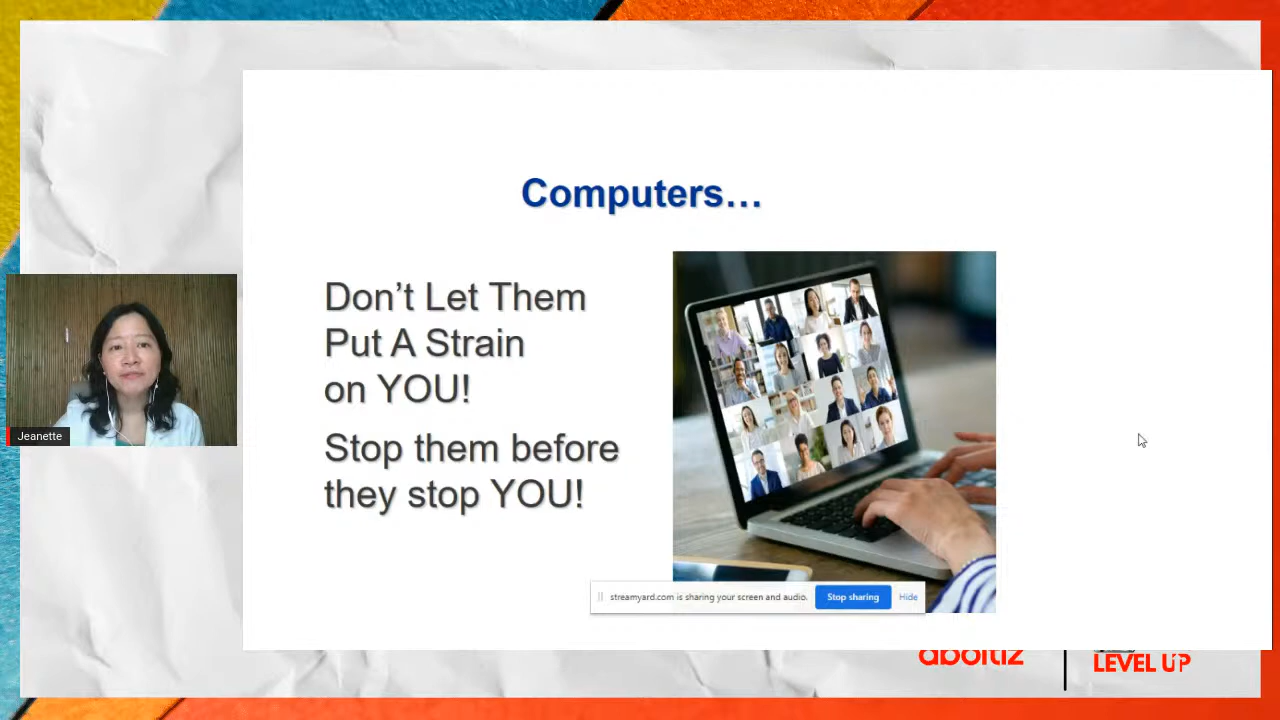 Computers…
Don’t Let Them
Put A Strain
on YOU!
Stop them before
they stop YOU!
Jeanette
streamyard.com is sharing your screen and audio.
Stop sharing
Hide
aboitiz
LEVEL UP